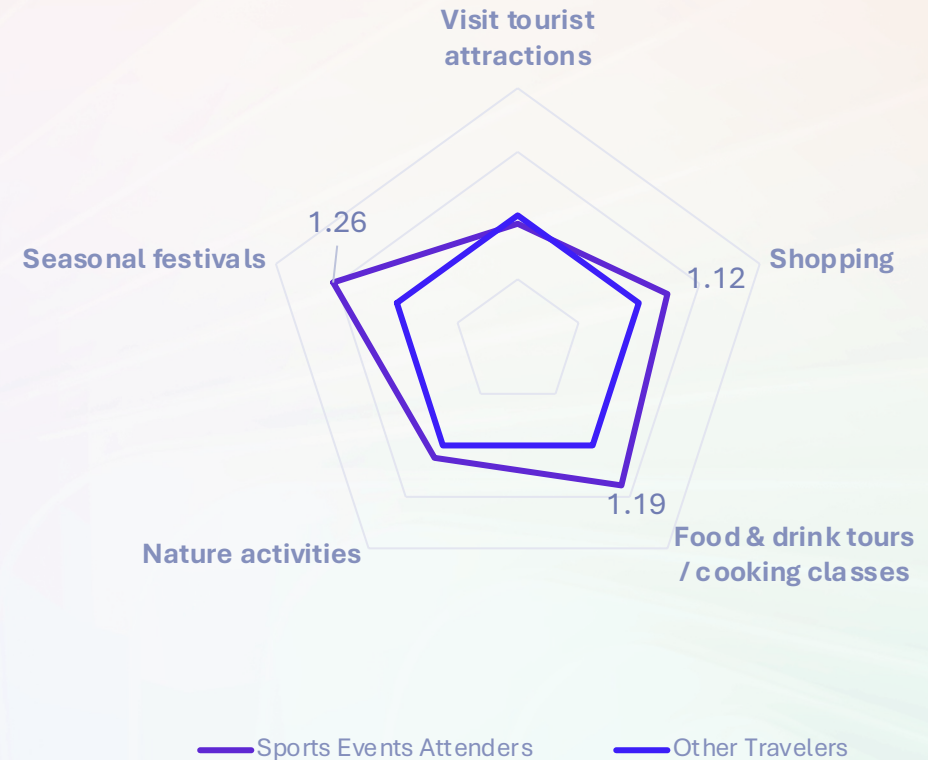 Visit tourist
attractions
1.26
Seasonal festivals
Shopping
1.12
1.19
Food & drink tours
/ cooking classes
Nature activities
Sports Events Attenders
Other Travelers